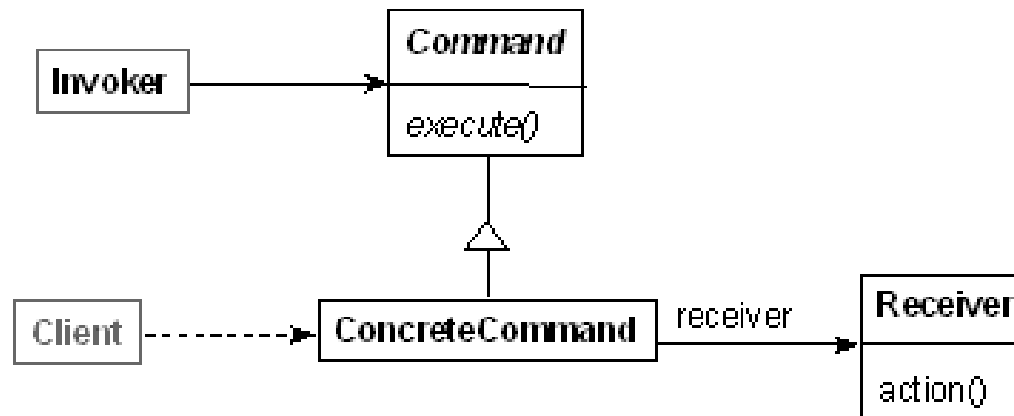 Command
Invoker
execute()
Client
ConcreteCommand
receiver
Receiver
action()